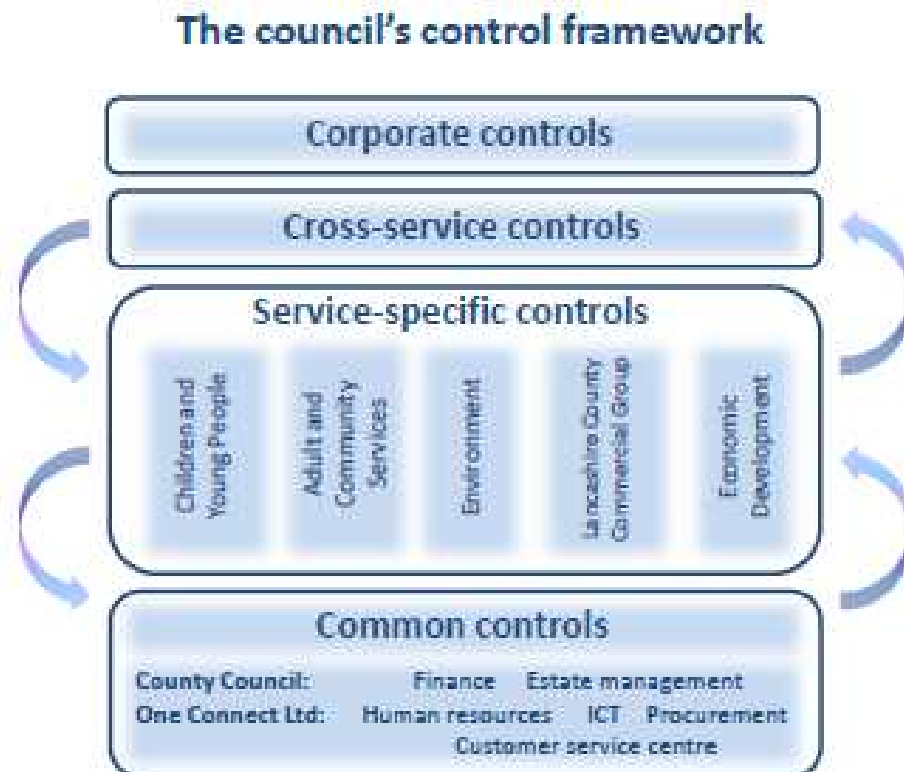 The council's control framework
Corporate controls
Cross-service controls
Service-specific controls
Children and
Young People
Adult and
Community
Services
Environment
Lancashire County
Commercial Group
Economic
Development
Common controls
County Council: Finance Estate management
One Connect Ltd: Human resources ICT Procurement
Customer service centre